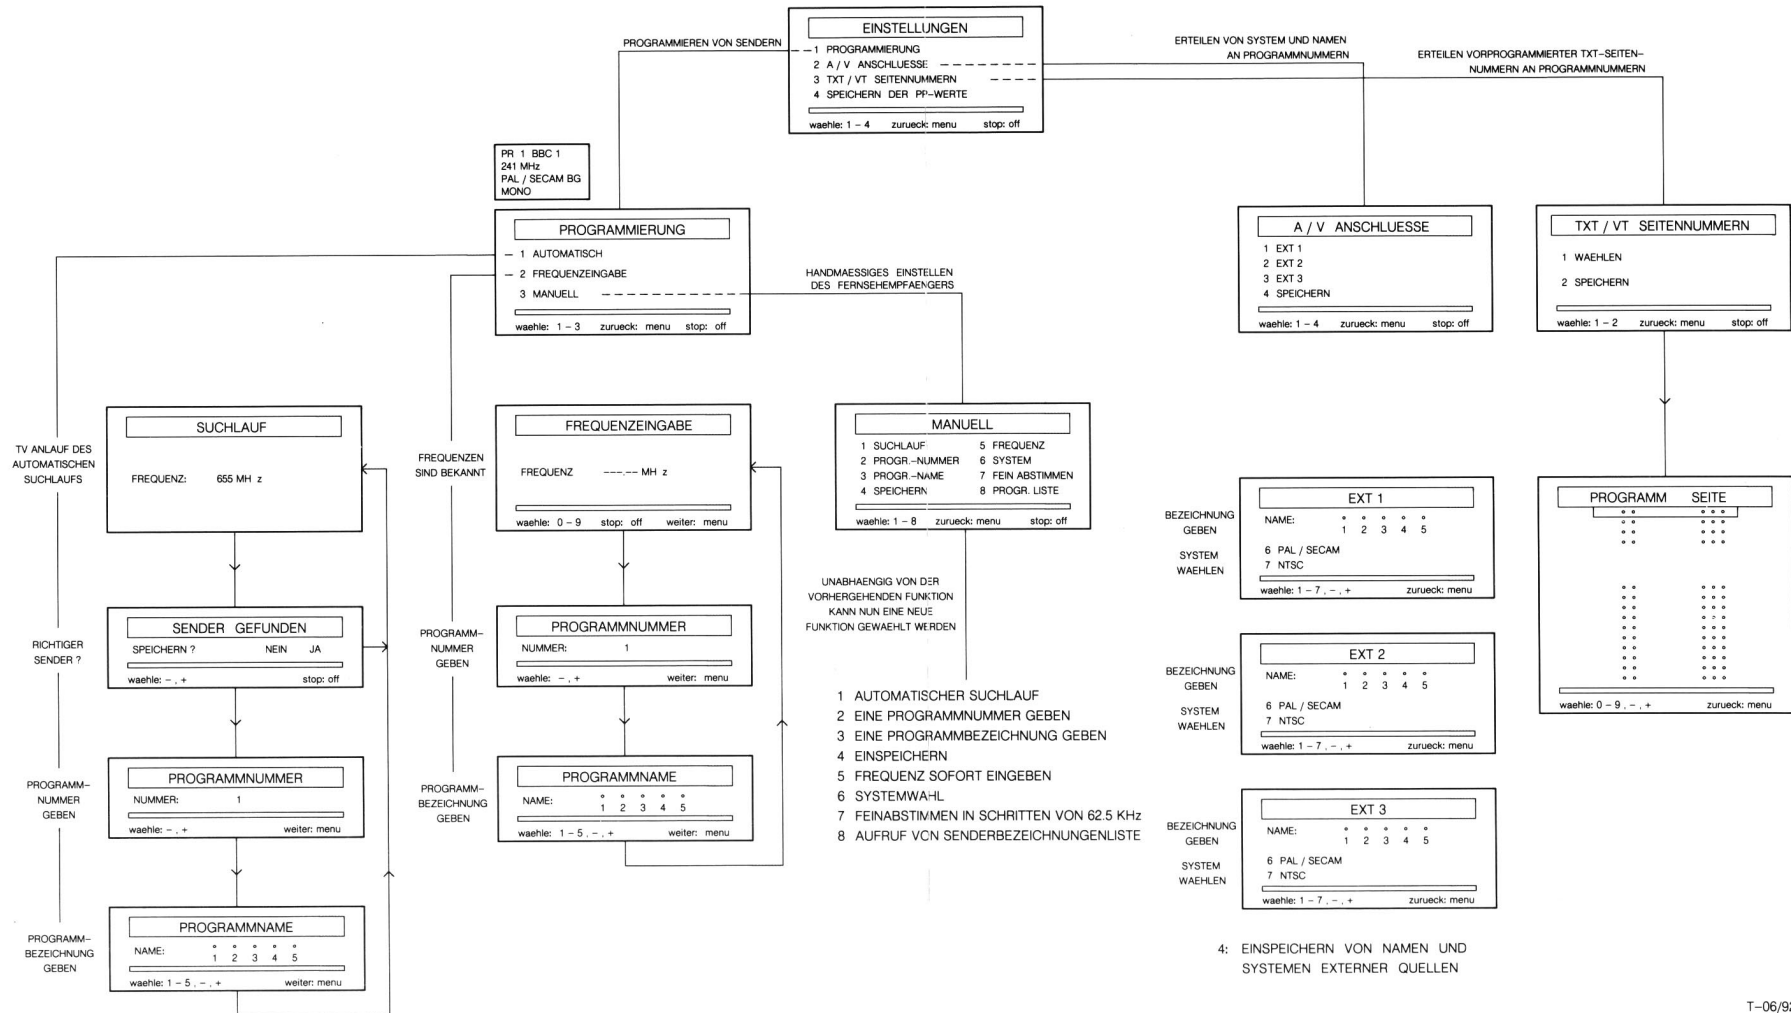 EINSTELLUNGEN
1 PROGRAMMIERUNG
2 A / V ANSCHLUESSE
3 TXT / VT SEITENNUMMERN
4 SPEICHERN DER PP-WERTE
waehle: 1 - 4 zurueck: menu stop: off
PROGRAMMIEREN VON SENDERN
ERTEILEN VON SYSTEM UND NAMEN
AN PROGRAMMNUMMERN
ERTEILEN VORPROGRAMMIERTER TXT-SEITEN-
NUMMERN AN PROGRAMMNUMMERN
PR 1 BBC 1
241 MHz
PAL / SECAM BG
MONO
PROGRAMMIERUNG
1 AUTOMATISCH
2 FREQUENZEINGABE
3 MANUELL
waehle: 1 - 3 zurueck: menu stop: off
HANDMAESSIGES EINSTELLEN
DES FERNSEHEMPFAENGERS
A / V ANSCHLUESSE
1 EXT 1
2 EXT 2
3 EXT 3
4 SPEICHERN
waehle: 1 - 4 zurueck: menu stop: off
TXT / VT SEITENNUMMERN
1 WAEHLEN
2 SPEICHERN
waehle: 1 - 2 zurueck: menu stop: off
TV ANLAUF DES
AUTOMATISCHEN
SUCHLAUFS
SUCHLAUF
FREQUENZ: 655 MH z
RICHTIGER
SENDER ?
SENDER GEFUNDEN
SPEICHERN ? NEIN JA
waehle: - , + stop: off
PROGRAMM-
NUMMER
GEBEN
PROGRAMMNUMMER
NUMMER: 1
waehle: - , + weiter: menu
PROGRAMM-
BEZEICHNUNG
GEBEN
PROGRAMMNAME
NAME:
1 2 3 4 5
waehle: 1 - 5 , - , + weiter: menu
FREQUENZEN
SIND BEKANNT
FREQUENZEINGABE
FREQUENZ ---.-- MH z
waehle: 0 - 9 stop: off weiter: menu
PROGRAMM-
NUMMER
GEBEN
PROGRAMMNUMMER
NUMMER: 1
waehle: - , + weiter: menu
PROGRAMM-
BEZEICHNUNG
GEBEN
PROGRAMMNAME
NAME:
1 2 3 4 5
waehle: 1 - 5 , - , + weiter: menu
MANUELL
1 SUCHLAUF 5 FREQUENZ
2 PROGR.-NUMMER 6 SYSTEM
3 PROGR.-NAME 7 FEIN ABSTIMMEN
4 SPEICHERN 8 PROGR. LISTE
waehle: 1 - 8 zurueck: menu stop: off
UNABHAENGIG VON DER
VORHERGEHENDEN FUNKTION
KANN NUN EINE NEUE
FUNKTION GEWAEHLT WERDEN
1 AUTOMATISCHER SUCHLAUF
2 EINE PROGRAMMNUMMER GEBEN
3 EINE PROGRAMMBEZEICHNUNG GEBEN
4 EINSPEICHERN
5 FREQUENZ SOFORT EINGEBEN
6 SYSTEMWAHL
7 FEINABSTIMMEN IN SCHRITTEN VON 62.5 KHz
8 AUFRUF VON SENDERBEZEICHNUNGENLISTE
BEZEICHNUNG
GEBEN
SYSTEM
WAEHLEN
EXT 1
NAME:
1 2 3 4 5
6 PAL / SECAM
7 NTSC
waehle: 1 - 7 , - , + zurueck: menu
BEZEICHNUNG
GEBEN
SYSTEM
WAEHLEN
EXT 2
NAME:
1 2 3 4 5
6 PAL / SECAM
7 NTSC
waehle: 1 - 7 , - , + zurueck: menu
BEZEICHNUNG
GEBEN
SYSTEM
WAEHLEN
EXT 3
NAME:
1 2 3 4 5
6 PAL / SECAM
7 NTSC
waehle: 1 - 7 , - , + zurueck: menu
4: EINSPEICHERN VON NAMEN UND
SYSTEMEN EXTERNER QUELLEN
PROGRAMM SEITE
waehle: 0 - 9 , - , + zurueck: menu
T-06/92